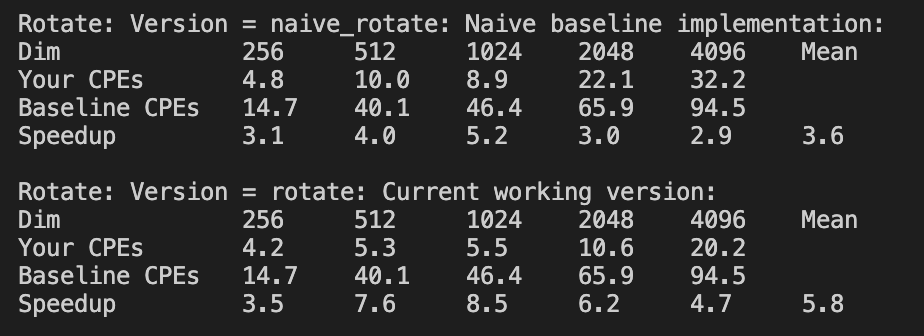 Rotate: Version = naive_rotate: Naive baseline implementation:
Dim 256 512 1024 2048 4096 Mean
Your CPEs 4.8 10.0 8.9 22.1 32.2
Baseline CPEs 14.7 40.1 46.4 65.9 94.5
Speedup 3.1 4.0 5.2 3.0 2.9 3.6
Rotate: Version = rotate: Current working version:
Dim 256 512 1024 2048 4096 Mean
Your CPEs 4.2 5.3 5.5 10.6 20.2
Baseline CPEs 14.7 40.1 46.4 65.9 94.5
Speedup 3.5 7.6 8.5 6.2 4.7 5.8